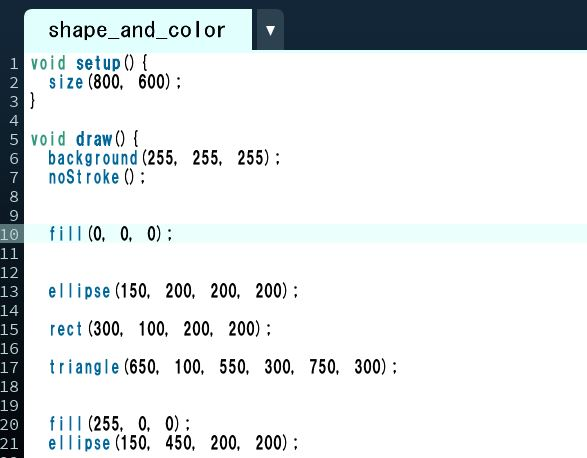 shape_and_color ▼
1 void setup() {
2   size(800, 600);
3 }
4
5 void draw() {
6   background(255, 255, 255);
7   noStroke();
8
9
10   fill(0, 0, 0);
11
12
13   ellipse(150, 200, 200, 200);
14
15   rect(300, 100, 200, 200);
16
17   triangle(650, 100, 550, 300, 750, 300);
18
19
20   fill(255, 0, 0);
21   ellipse(150, 450, 200, 200);